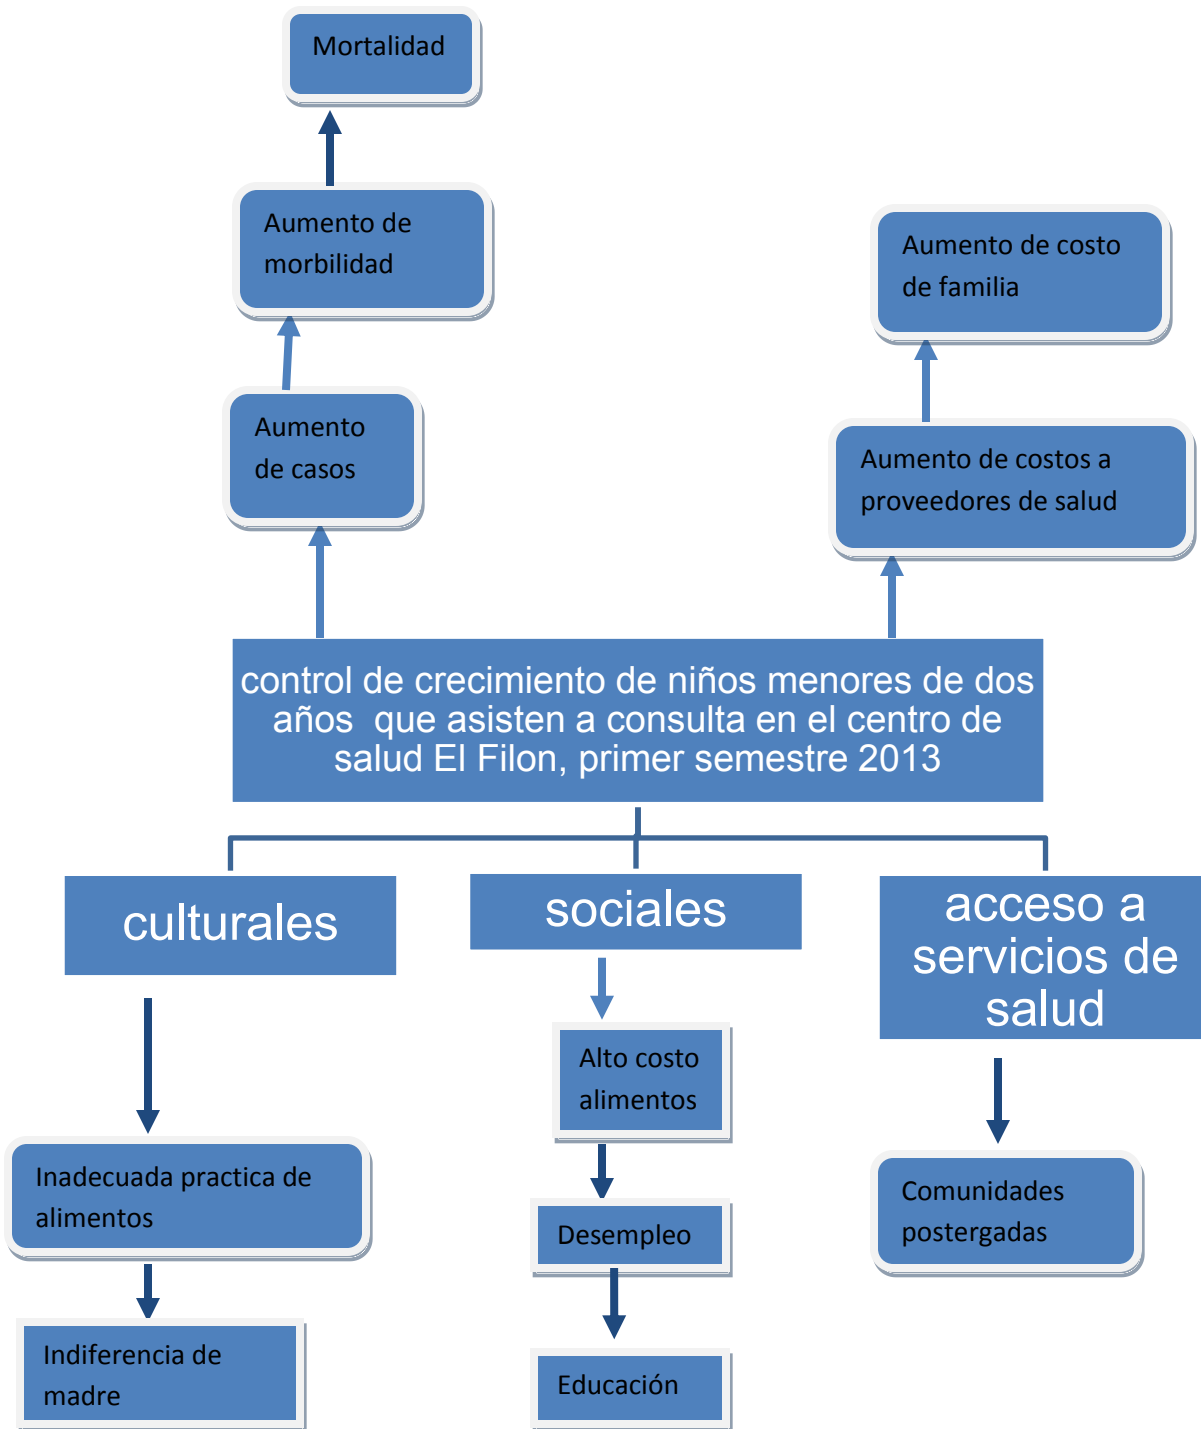 Mortalidad
Aumento de
morbilidad
Aumento de costo
de familia
Aumento
de casos
Aumento de costos a
proveedores de salud
control de crecimiento de niños menores de dos
años  que asisten a consulta en el centro de
salud El Filon, primer semestre 2013
culturales
sociales
acceso a
servicios de
salud
Alto costo
alimentos
Inadecuada practica de
alimentos
Desempleo
Comunidades
postergadas
Indiferencia de
madre
Educación